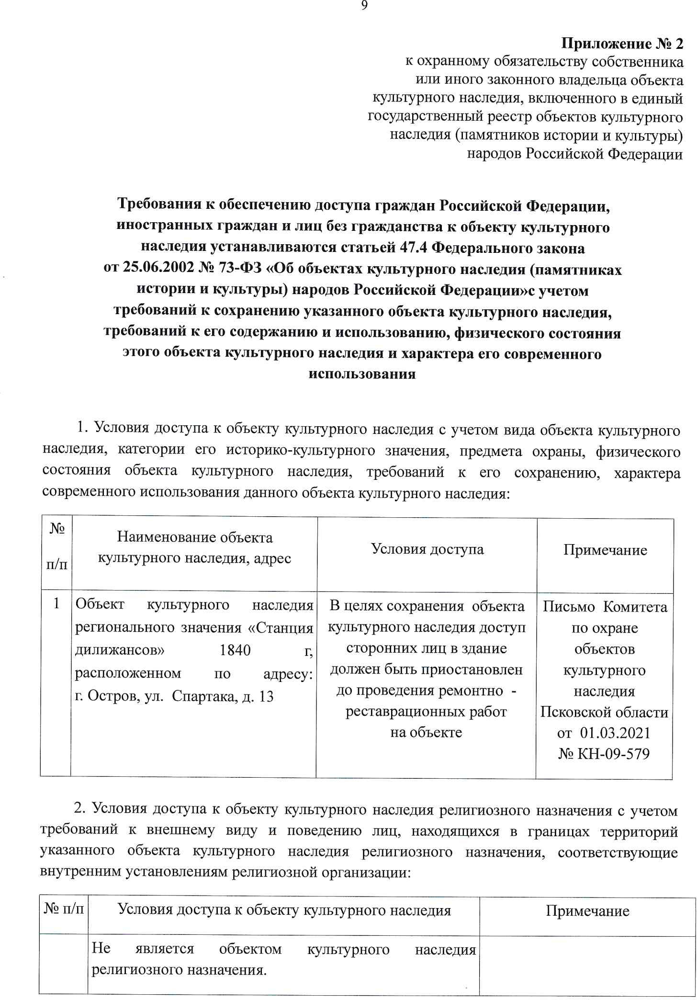 9
Приложение № 2
к охранному обязательству собственника
или иного законного владельца объекта
культурного наследия, включенного в единый
государственный реестр объектов культурного
наследия (памятников истории и культуры)
народов Российской Федерации
Требования к обеспечению доступа граждан Российской Федерации,
иностранных граждан и лиц без гражданства к объекту культурного
наследия устанавливаются статьей 47.4 Федерального закона
от 25.06.2002 № 73-ФЗ «Об объектах культурного наследия (памятниках
истории и культуры) народов Российской Федерации»с учетом
требований к сохранению указанного объекта культурного наследия,
требований к его содержанию и использованию, физического состояния
этого объекта культурного наследия и характера его современного
использования
1. Условия доступа к объекту культурного наследия с учетом вида объекта культурного
наследия, категории его историко-культурного значения, предмета охраны, физического
состояния объекта культурного наследия, требований к его сохранению, характера
современного использования данного объекта культурного наследия:
№
п/п
Наименование объекта
культурного наследия, адрес
Условия доступа
Примечание
1
Объект культурного наследия
регионального значения «Станция
дилижансов» 1840 г,
расположенном по адресу:
г. Остров, ул. Спартака, д. 13
В целях сохранения объекта
культурного наследия доступ
сторонних лиц в здание
должен быть приостановлен
до проведения ремонтно -
реставрационных работ
на объекте
Письмо Комитета
по охране
объектов
культурного
наследия
Псковской области
от 01.03.2021
№ КН-09-579
2. Условия доступа к объекту культурного наследия религиозного назначения с учетом
требований к внешнему виду и поведению лиц, находящихся в границах территорий
указанного объекта культурного наследия религиозного назначения, соответствующие
внутренним установлениям религиозной организации:
№ п/п
Условия доступа к объекту культурного наследия
Примечание
Не является объектом культурного наследия
религиозного назначения.